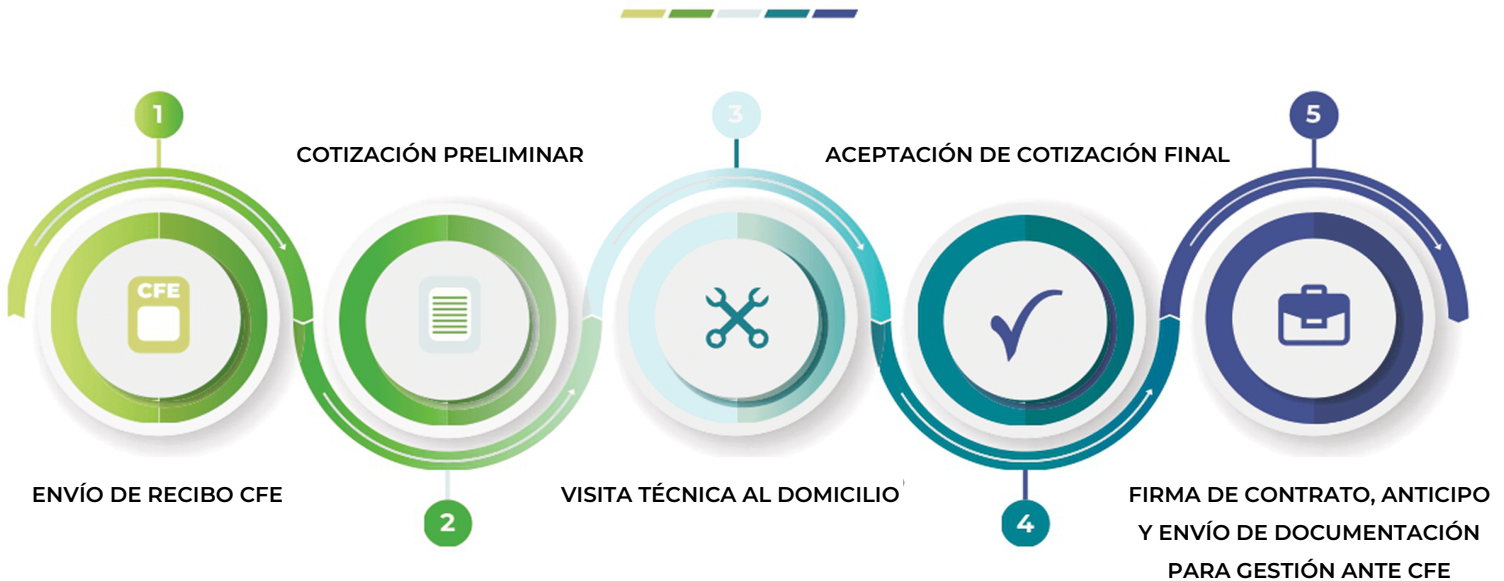 1
CFE
ENVÍO DE RECIBO CFE
COTIZACIÓN PRELIMINAR
2
3
VISITA TÉCNICA AL DOMICILIO
ACEPTACIÓN DE COTIZACIÓN FINAL
4
5
FIRMA DE CONTRATO, ANTICIPO
Y ENVÍO DE DOCUMENTACIÓN
PARA GESTIÓN ANTE CFE